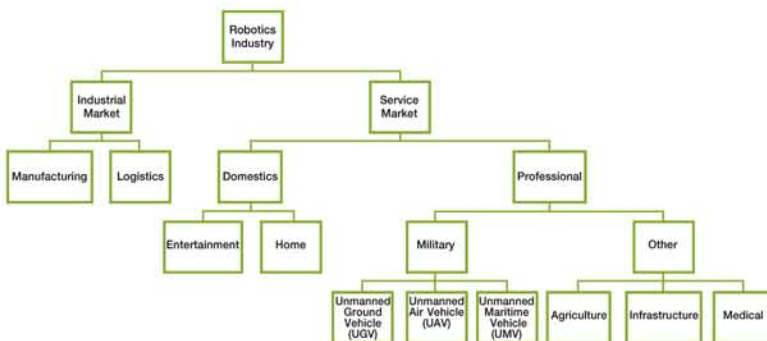 Robotics
Industry
Industrial
Market
Service
Market
Manufacturing
Logistics
Domestics
Professional
Entertainment
Home
Military
Other
Unmanned
Ground
Vehicle
(UGV)
Unmanned
Air Vehicle
(UAV)
Unmanned
Maritime
Vehicle
(UMV)
Agriculture
Infrastructure
Medical